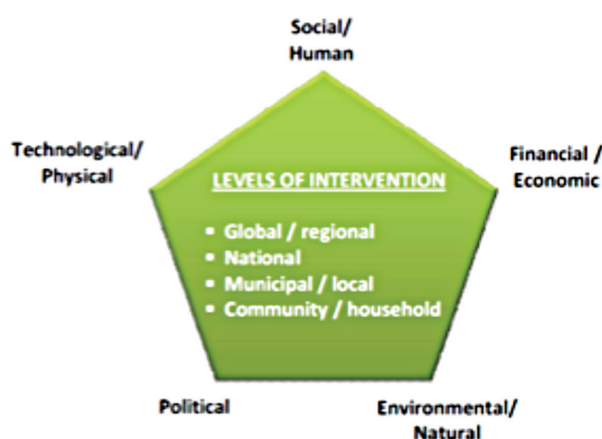 Social/
Human
Technological/
Physical
Financial /
Economic
LEVELS OF INTERVENTION
• Global / regional
• National
• Municipal / local
• Community / household
Political
Environmental/
Natural